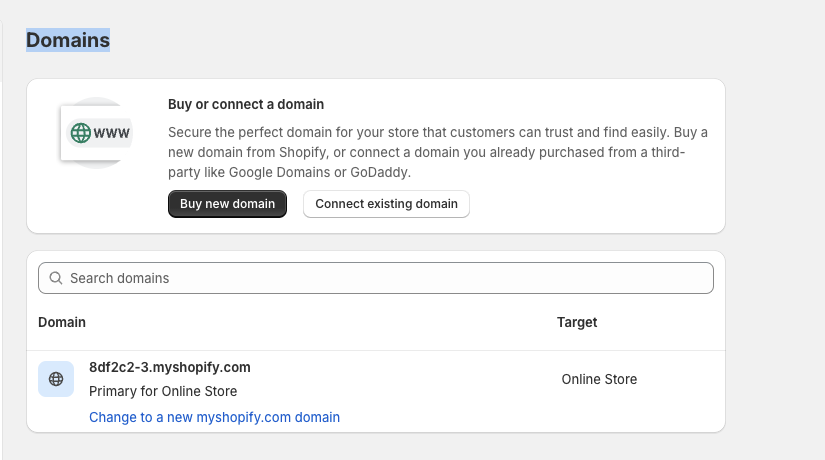 Domains
WWW
Buy or connect a domain
Secure the perfect domain for your store that customers can trust and find easily. Buy a
new domain from Shopify, or connect a domain you already purchased from a third-
party like Google Domains or GoDaddy.
Buy new domain
Connect existing domain
Search domains
Domain
Target
8df2c2-3.myshopify.com
Primary for Online Store
Online Store
Change to a new myshopify.com domain